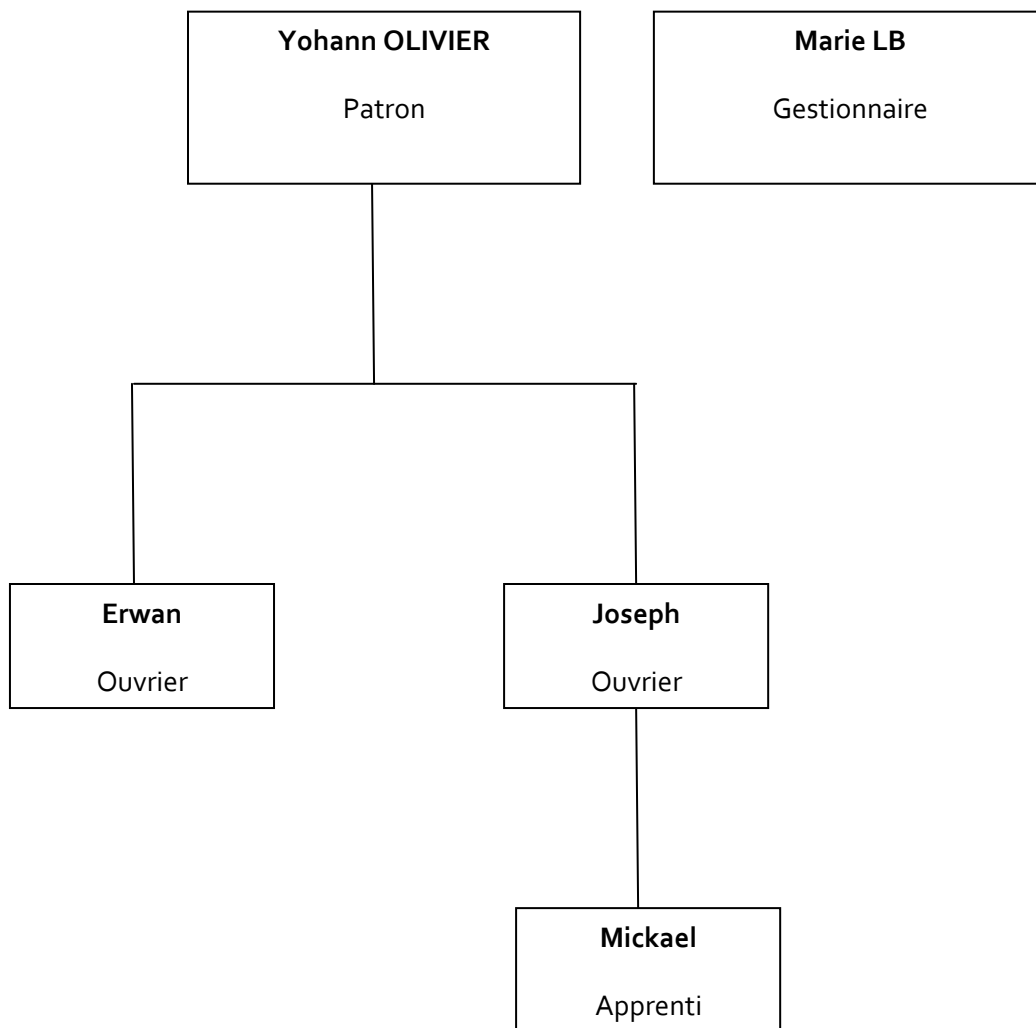 Yohann OLIVIER
Patron
Marie LB
Gestionnaire
Erwan
Ouvrier
Joseph
Ouvrier
Mickael
Apprenti